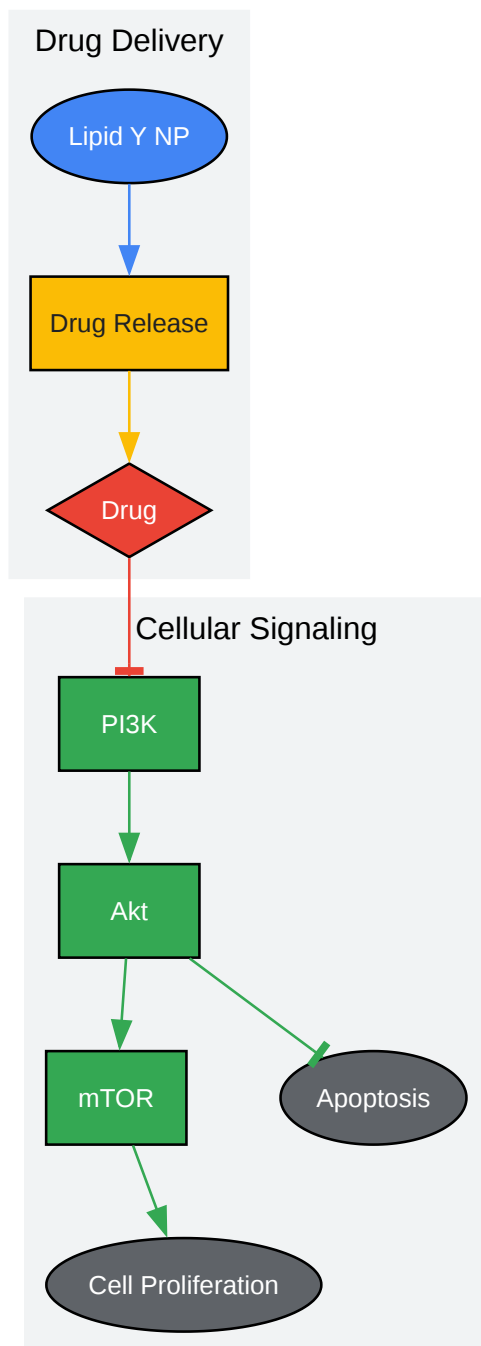 Drug Delivery
Lipid Y NP
Drug Release
Drug
Cellular Signaling
PI3K
Akt
mTOR
Apoptosis
Cell Proliferation